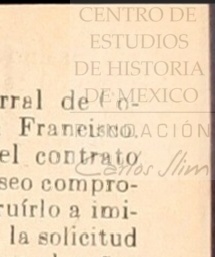 CENTRO DE
ESTUDIOS
DE HISTORIA
DE MEXICO
FUNDACIÓN
Carlos Slim
rral de Co-
Francisco.
el contrato
seo compro-
ruírlo a imi-
la solicitud